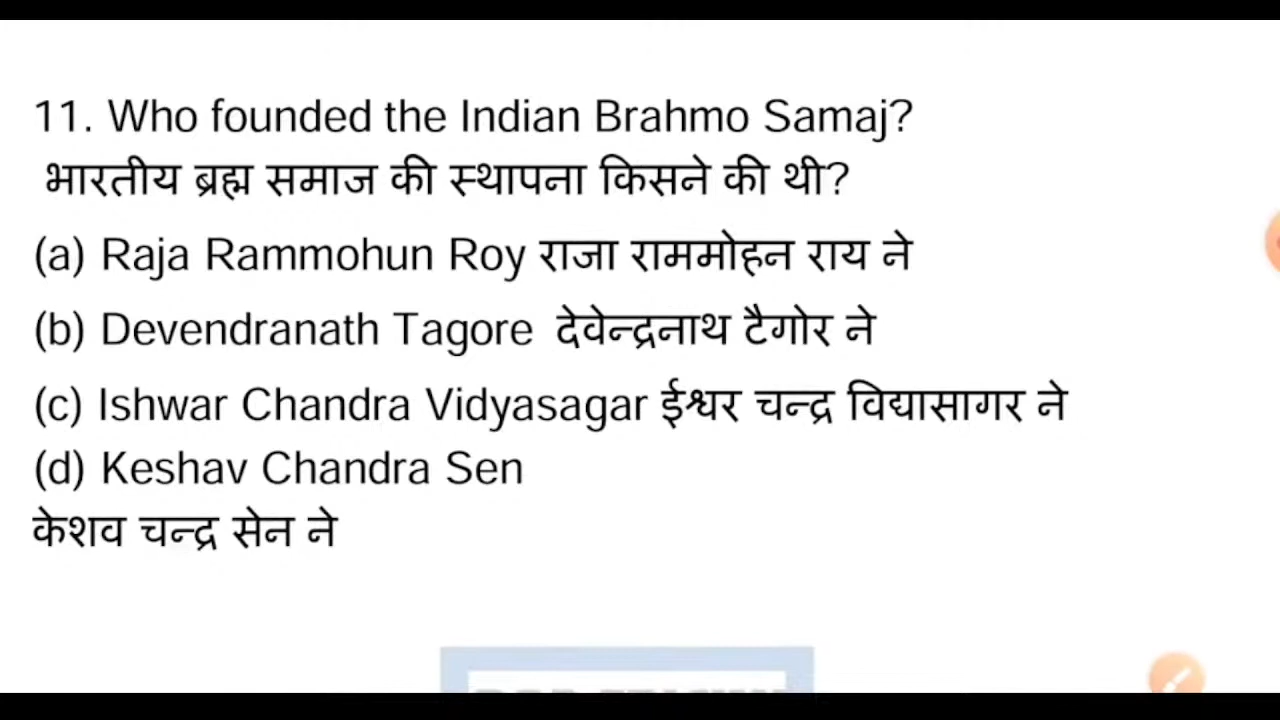 11. Who founded the Indian Brahmo Samaj?
भारतीय ब्रह्म समाज की स्थापना किसने की थी?
(a) Raja Rammohun Roy राजा राममोहन राय ने
(b) Devendranath Tagore देवेन्द्रनाथ टैगोर ने
(c) Ishwar Chandra Vidyasagar ईश्वर चन्द्र विद्यासागर ने
(d) Keshav Chandra Sen
केशव चन्द्र सेन ने